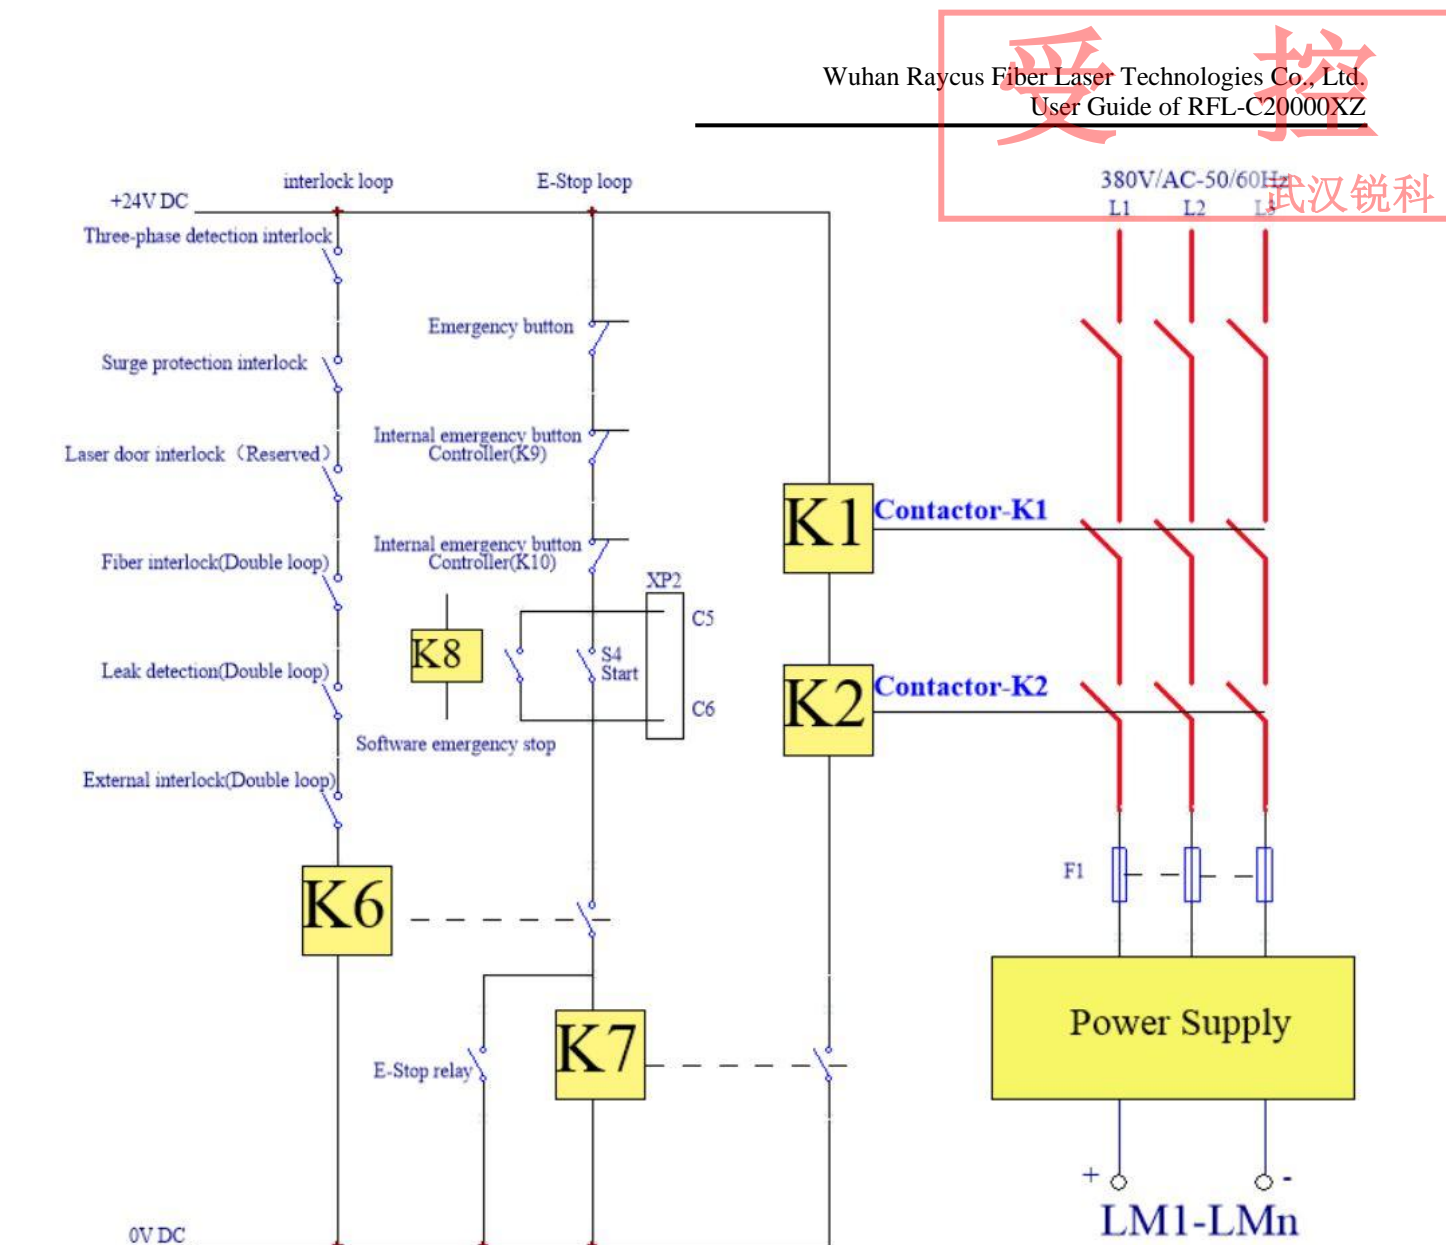 受 控
Wuhan Raycus Fiber Laser Technologies Co., Ltd.
User Guide of RFL-C20000XZ
武汉锐科
interlock loop
E-Stop loop
380V/AC-50/60Hz
+24V DC
L1 L2 L3
Three-phase detection interlock
Emergency button
Surge protection interlock
Internal emergency button
Controller(K9)
Laser door interlock（Reserved）
K1
Contactor-K1
Internal emergency button
Controller(K10)
Fiber interlock(Double loop)
XP2
C5
K8
S4
Start
Leak detection(Double loop)
K2
Contactor-K2
C6
Software emergency stop
External interlock(Double loop)
F1
K6
Power Supply
K7
E-Stop relay
+ -
LM1-LMn
0V DC